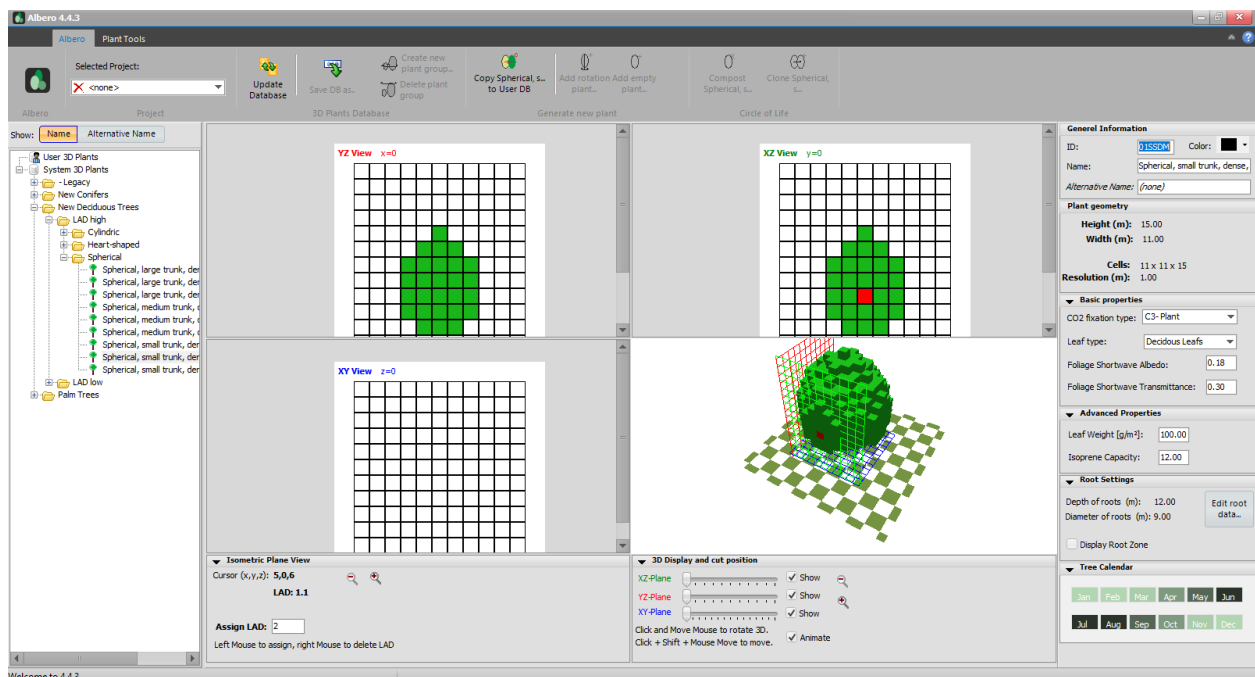 Albero 4.4.3
Albero Plant Tools
Selected Project:
<none>
Update Database
Save DB as..
Create new plant group...
Delete plant group
Copy Spherical, s... to User DB
Add rotation plant...
Add empty plant...
Compost Spherical, s...
Clone Spherical, s...
Albero Project 3D Plants Database Generate new plant Circle of Life
Show: Name Alternative Name
User 3D Plants
System 3D Plants
- Legacy
New Conifers
New Deciduous Trees
LAD high
Cylindric
Heart-shaped
Spherical
Spherical, large trunk, der
Spherical, large trunk, der
Spherical, large trunk, der
Spherical, medium trunk, c
Spherical, medium trunk, c
Spherical, medium trunk, c
Spherical, small trunk, der
Spherical, small trunk, der
Spherical, small trunk, der
LAD low
Palm Trees
YZ View x=0
XZ View y=0
XY View z=0
Isometric Plane View
Cursor (x,y,z): 5,0,6
LAD: 1.1
Assign LAD: 2
Left Mouse to assign, right Mouse to delete LAD
3D Display and cut position
XZ-Plane Show
YZ-Plane Show
XY-Plane Show
Click and Move Mouse to rotate 3D.
Click + Shift + Mouse Move to move.
Animate
General Information
ID: 01SSDM Color:
Name: Spherical, small trunk, dense,
Alternative Name: (none)
Plant geometry
Height (m): 15.00
Width (m): 11.00
Cells: 11 x 11 x 15
Resolution (m): 1.00
Basic properties
CO2 fixation type: C3- Plant
Leaf type: Decidous Leafs
Foliage Shortwave Albedo: 0.18
Foliage Shortwave Transmittance: 0.30
Advanced Properties
Leaf Weight [g/m²]: 100.00
Isoprene Capacity: 12.00
Root Settings
Depth of roots (m): 12.00
Diameter of roots (m): 9.00
Edit root data...
Display Root Zone
Tree Calendar
Jan Feb Mar Apr May Jun
Jul Aug Sep Oct Nov Dec
Welcome to 4.4.3